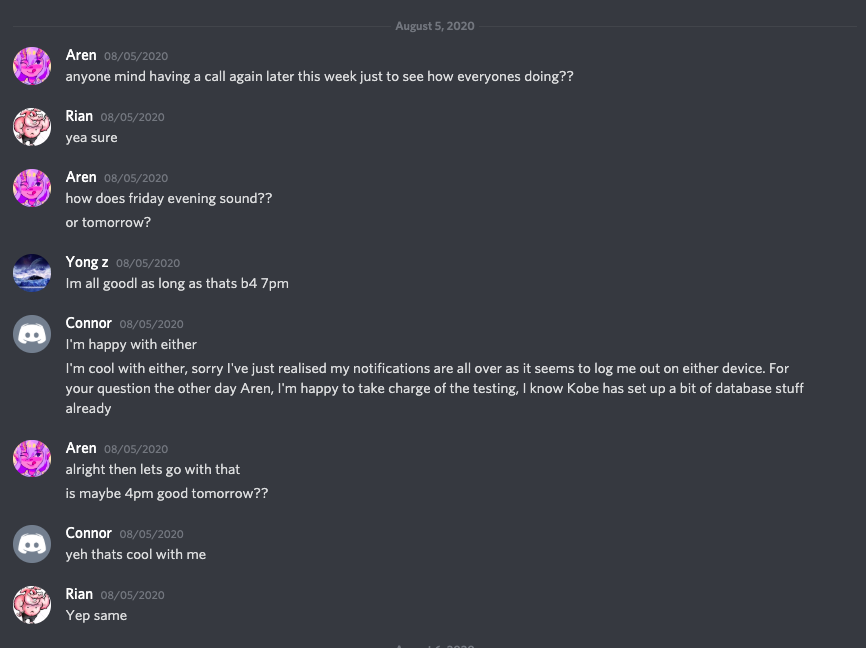 August 5, 2020
Aren 08/05/2020
anyone mind having a call again later this week just to see how everyones doing??
Rian 08/05/2020
yea sure
Aren 08/05/2020
how does friday evening sound??
or tomorrow?
Yong z 08/05/2020
Im all goodl as long as thats b4 7pm
Connor 08/05/2020
I'm happy with either
I'm cool with either, sorry I've just realised my notifications are all over as it seems to log me out on either device. For
your question the other day Aren, I'm happy to take charge of the testing, I know Kobe has set up a bit of database stuff
already
Aren 08/05/2020
alright then lets go with that
is maybe 4pm good tomorrow??
Connor 08/05/2020
yeh thats cool with me
Rian 08/05/2020
Yep same